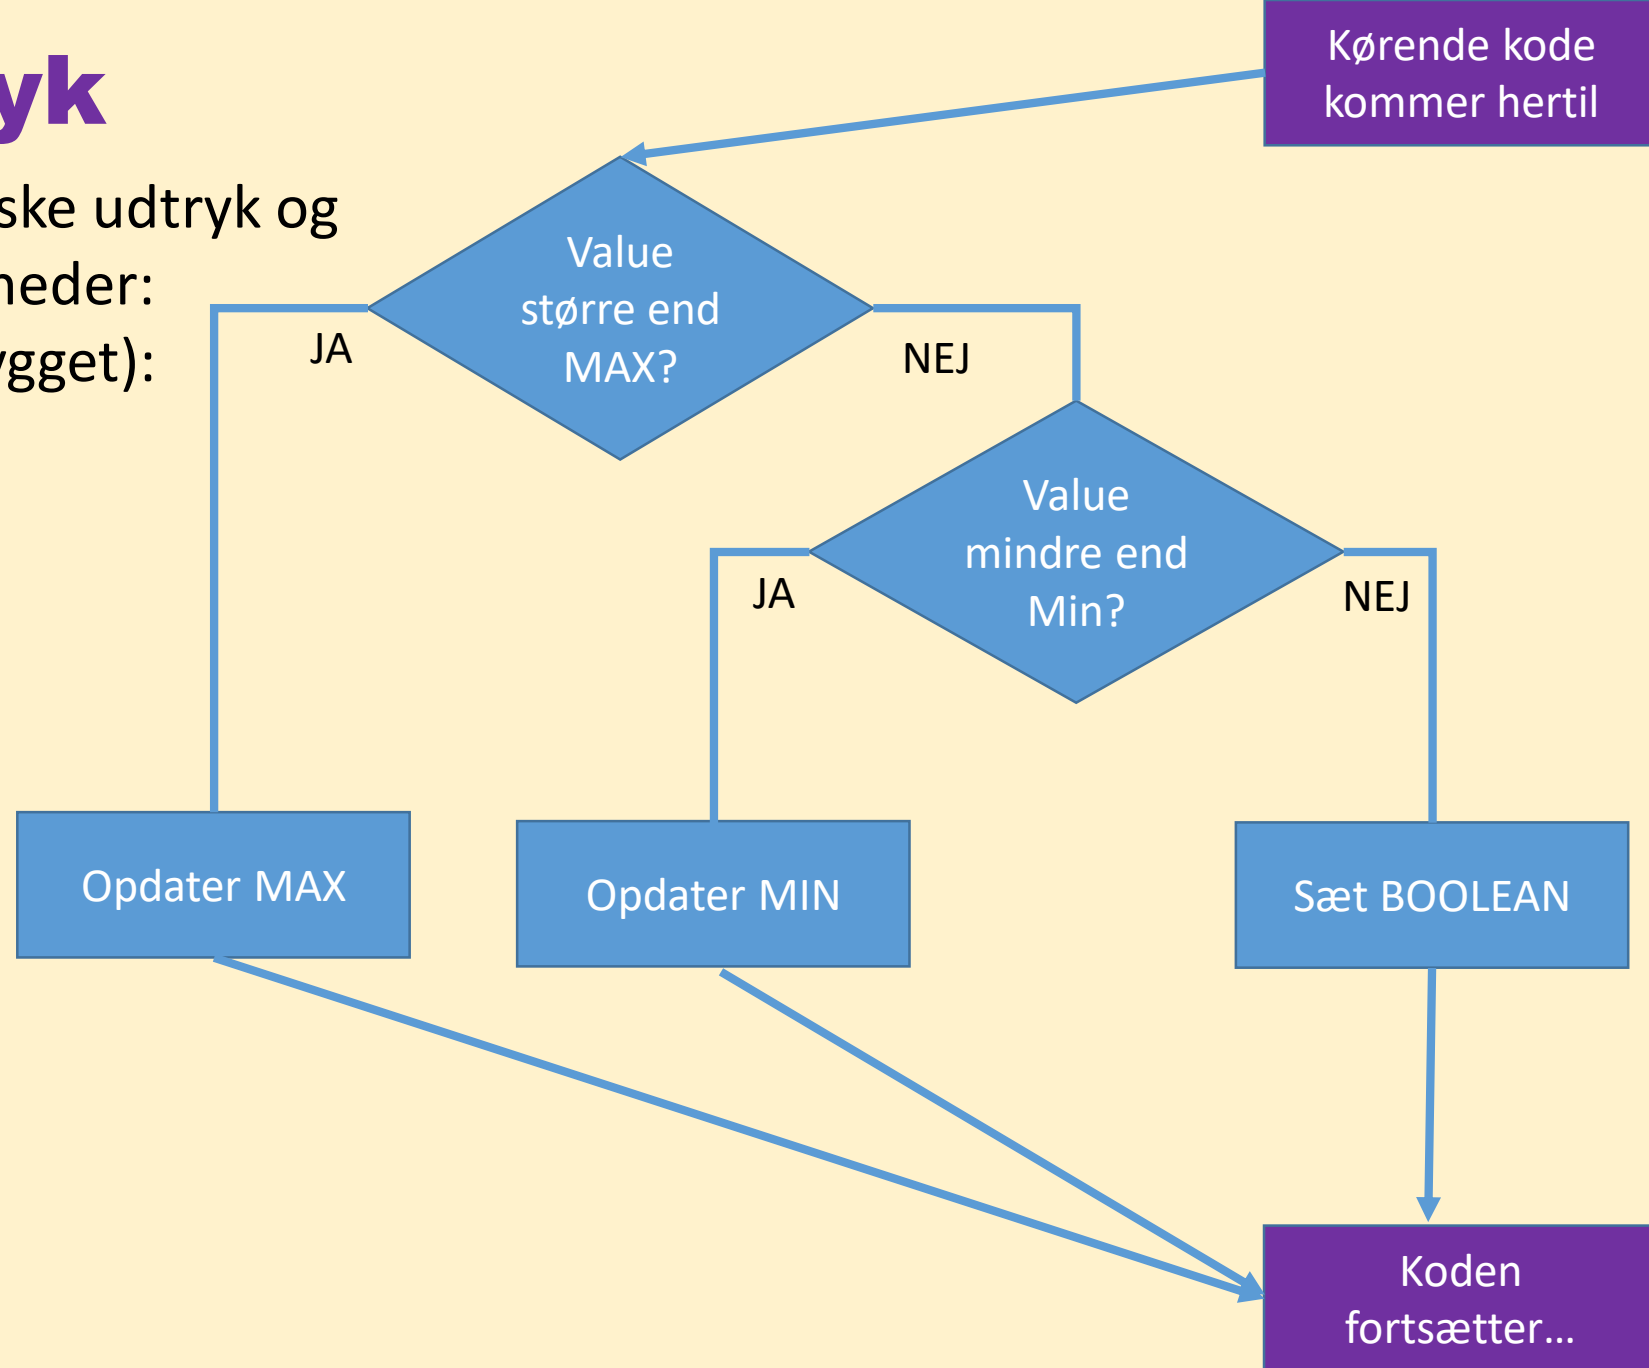 yk
ske udtryk og
neder:
ygget):
Kørende kode
kommer hertil
Value
større end
MAX?
JA
NEJ
Value
mindre end
Min?
JA
NEJ
Opdater MAX
Opdater MIN
Sæt BOOLEAN
Koden
fortsætter...